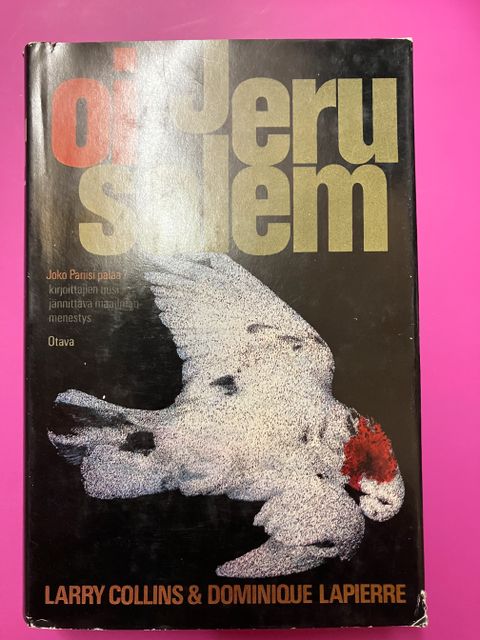 oi Jeru
salem
Joko Pariisi palaa
kirjoittajien uusi
jännittävä maailman
menestys
Otava
LARRY COLLINS & DOMINIQUE LAPIERRE